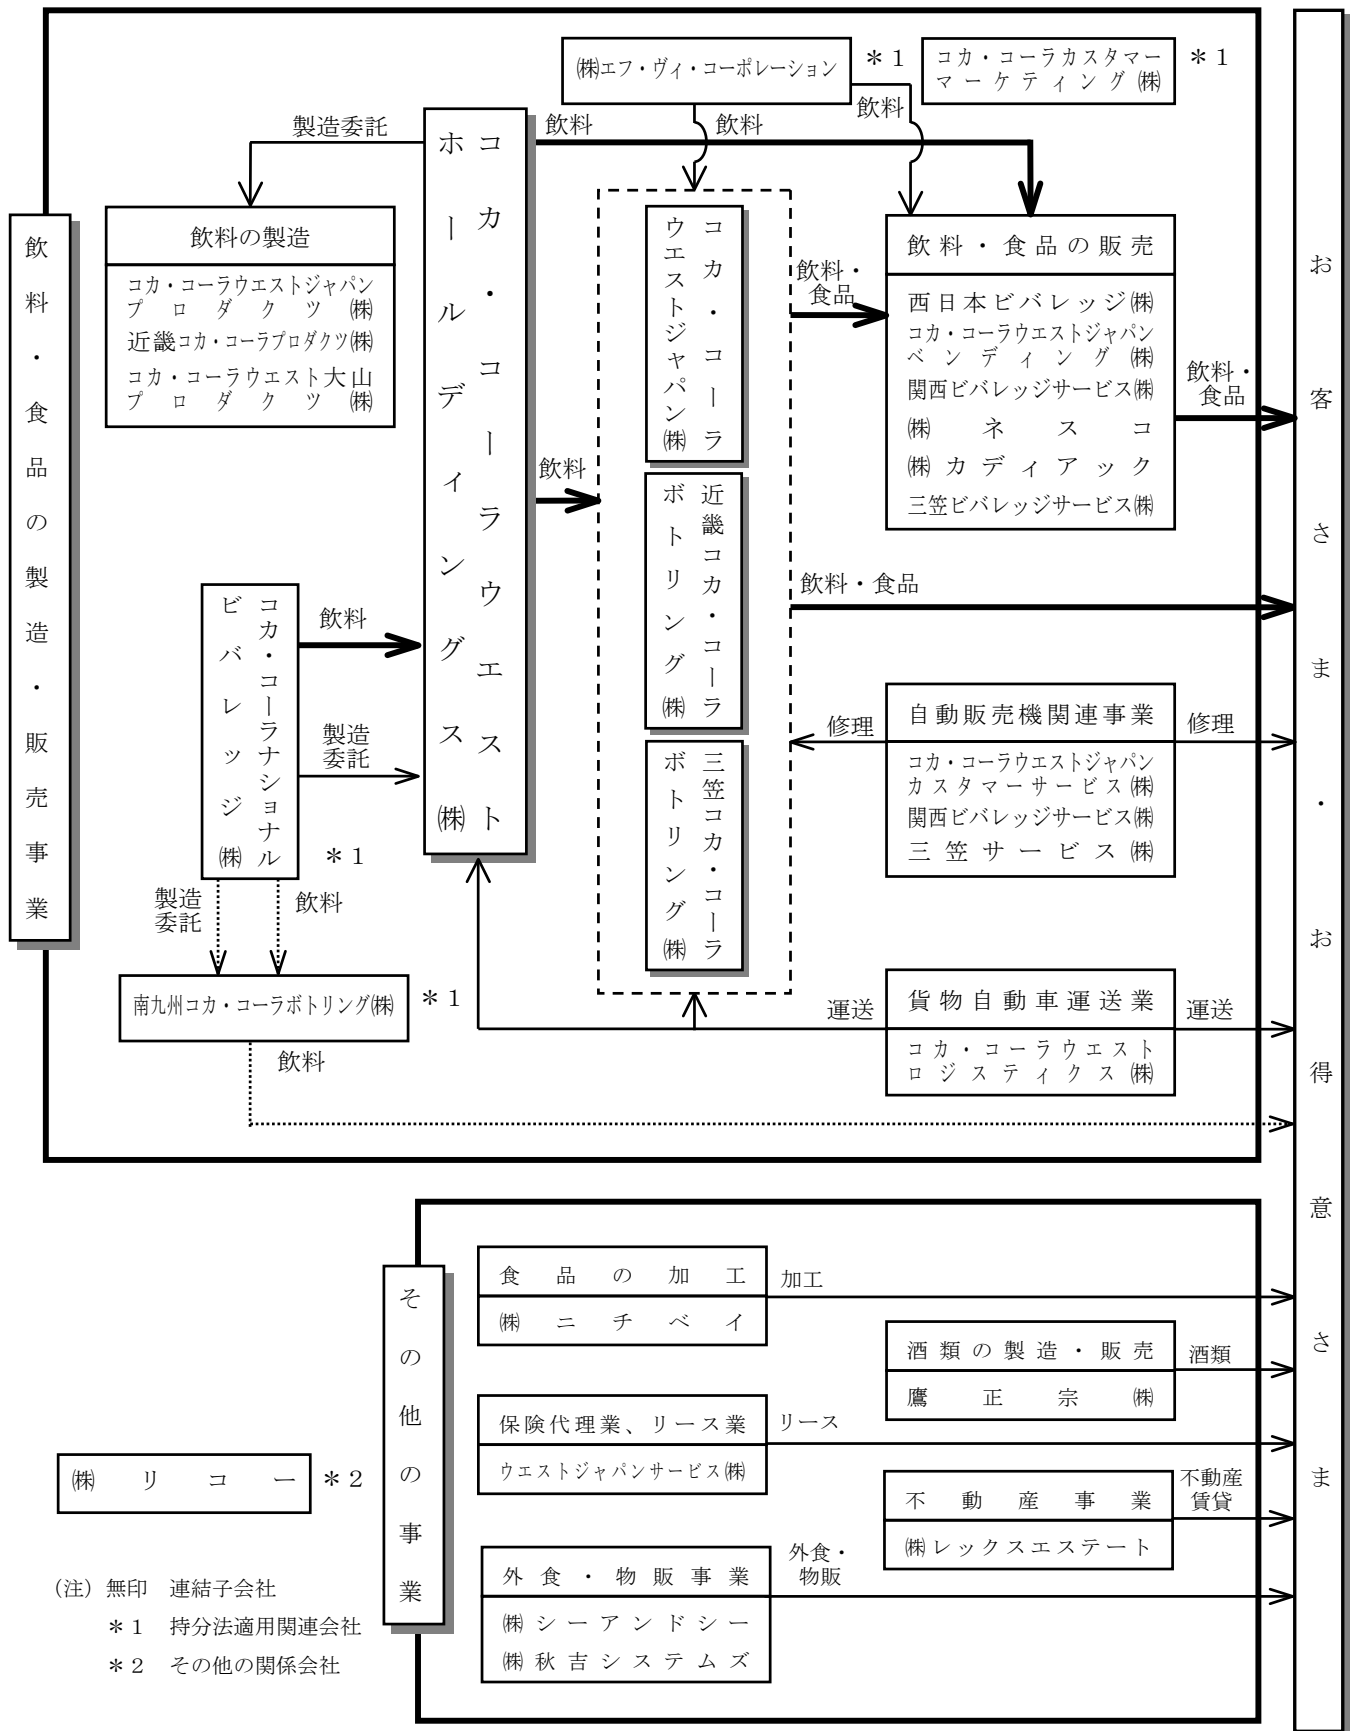 飲料・食品の製造・販売事業
㈱エフ・ヴィ・コーポレーション
＊１
コカ・コーラカスタマー
マーケティング㈱
＊１
飲料
飲料
飲料
製造委託
飲料の製造
コカ・コーラウエストジャパン
プロダクツ㈱
近畿コカ・コーラプロダクツ㈱
コカ・コーラウエスト大山
プロダクツ㈱
コカ・コーラウエスト
ホールディングス㈱
飲料
コカ・コーラ
ウエストジャパン㈱
近畿コカ・コーラ
ボトリング㈱
三笠コカ・コーラ
ボトリング㈱
飲料・
食品
飲料・食品の販売
西日本ビバレッジ㈱
コカ・コーラウエストジャパン
ベンディング㈱
関西ビバレッジサービス㈱
㈱ネスコ
㈱カディアック
三笠ビバレッジサービス㈱
飲料・
食品
飲料・食品
コカ・コーラナショナル
ビバレッジ㈱
＊１
飲料
製造
委託
製造
委託
飲料
南九州コカ・コーラボトリング㈱
＊１
飲料
修理
自動販売機関連事業
コカ・コーラウエストジャパン
カスタマーサービス㈱
関西ビバレッジサービス㈱
三笠サービス㈱
修理
運送
貨物自動車運送業
コカ・コーラウエスト
ロジスティクス㈱
運送
お客さま・お得意さま
その他の事業
食品の加工
㈱ニチベイ
加工
酒類の製造・販売
鷹正宗㈱
酒類
保険代理業、リース業
ウエストジャパンサービス㈱
リース
不動産事業
㈱レックスエステート
不動産
賃貸
外食・物販事業
㈱シーアンドシー
㈱秋吉システムズ
外食・
物販
㈱リコー
＊２
（注）無印　連結子会社
＊１　持分法適用関連会社
＊２　その他の関係会社